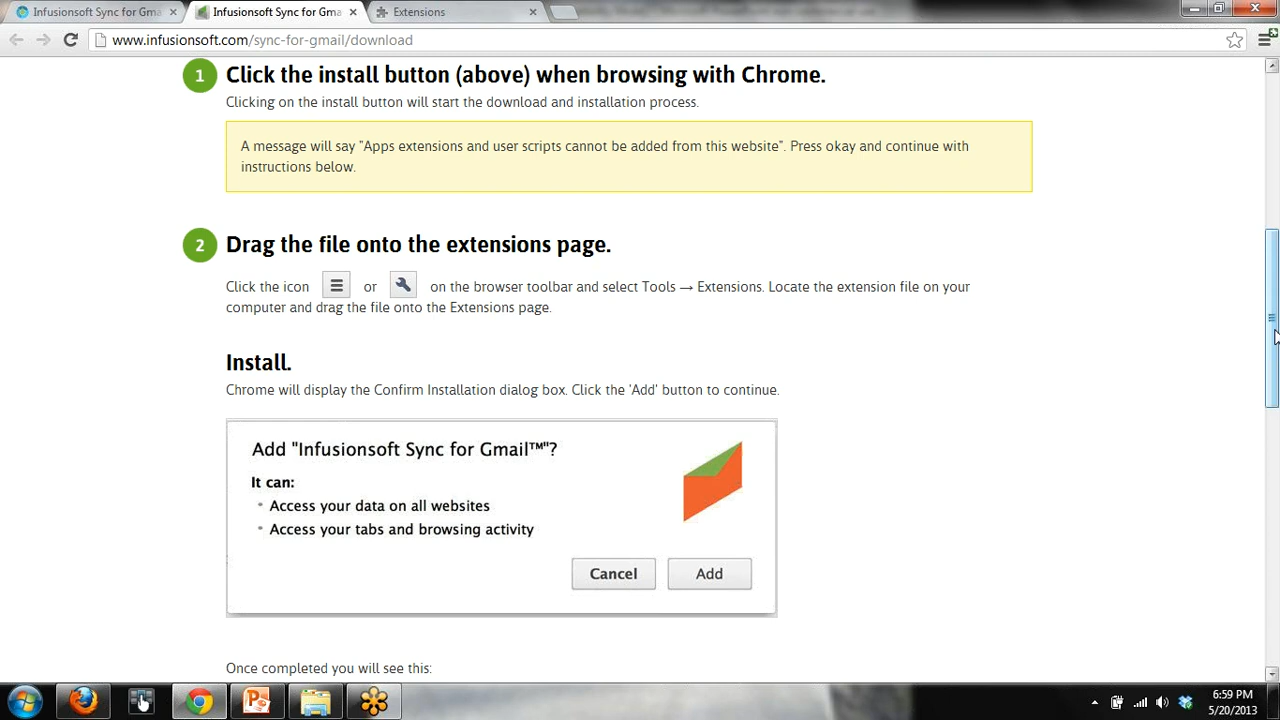 Infusionsoft Sync for Gma
Infusionsoft Sync for Gma
Extensions
www.infusionsoft.com/sync-for-gmail/download
1
Click the install button (above) when browsing with Chrome.
Clicking on the install button will start the download and installation process.
A message will say "Apps extensions and user scripts cannot be added from this website". Press okay and continue with
instructions below.
2
Drag the file onto the extensions page.
Click the icon or on the browser toolbar and select Tools → Extensions. Locate the extension file on your
computer and drag the file onto the Extensions page.
Install.
Chrome will display the Confirm Installation dialog box. Click the 'Add' button to continue.
Add "Infusionsoft Sync for Gmail™"?
It can:
Access your data on all websites
Access your tabs and browsing activity
Cancel
Add
Once completed you will see this:
6:59 PM
5/20/2013